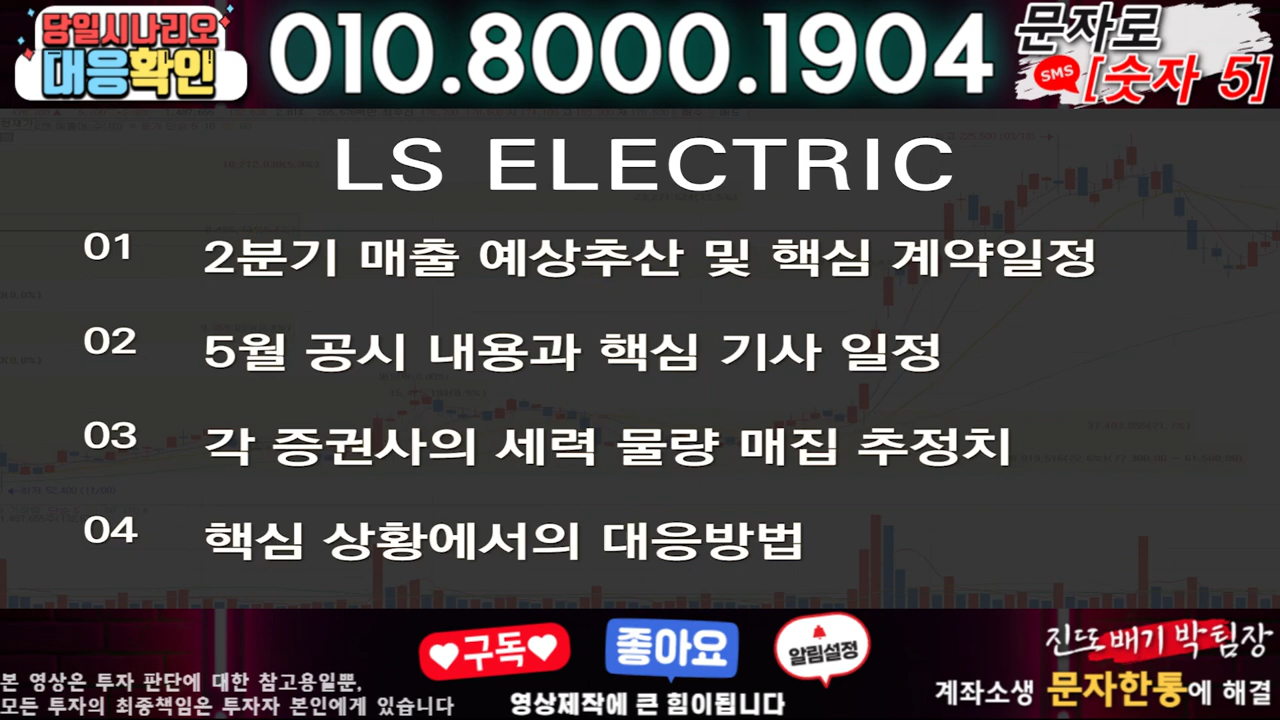 당일시나리오
대응확인
010.8000.1904
문자로
SMS [숫자 5]
LS ELECTRIC
01 2분기 매출 예상추산 및 핵심 계약일정
02 5월 공시 내용과 핵심 기사 일정
03 각 증권사의 세력 물량 매집 추정치
04 핵심 상황에서의 대응방법
구독
좋아요
알림설정
영상제작에 큰 힘이됩니다
본 영상은 투자 판단에 대한 참고용일뿐,
모든 투자의 최종책임은 투자자 본인에게 있습니다
진또배기 박팀장
계좌소생 문자한통에 해결